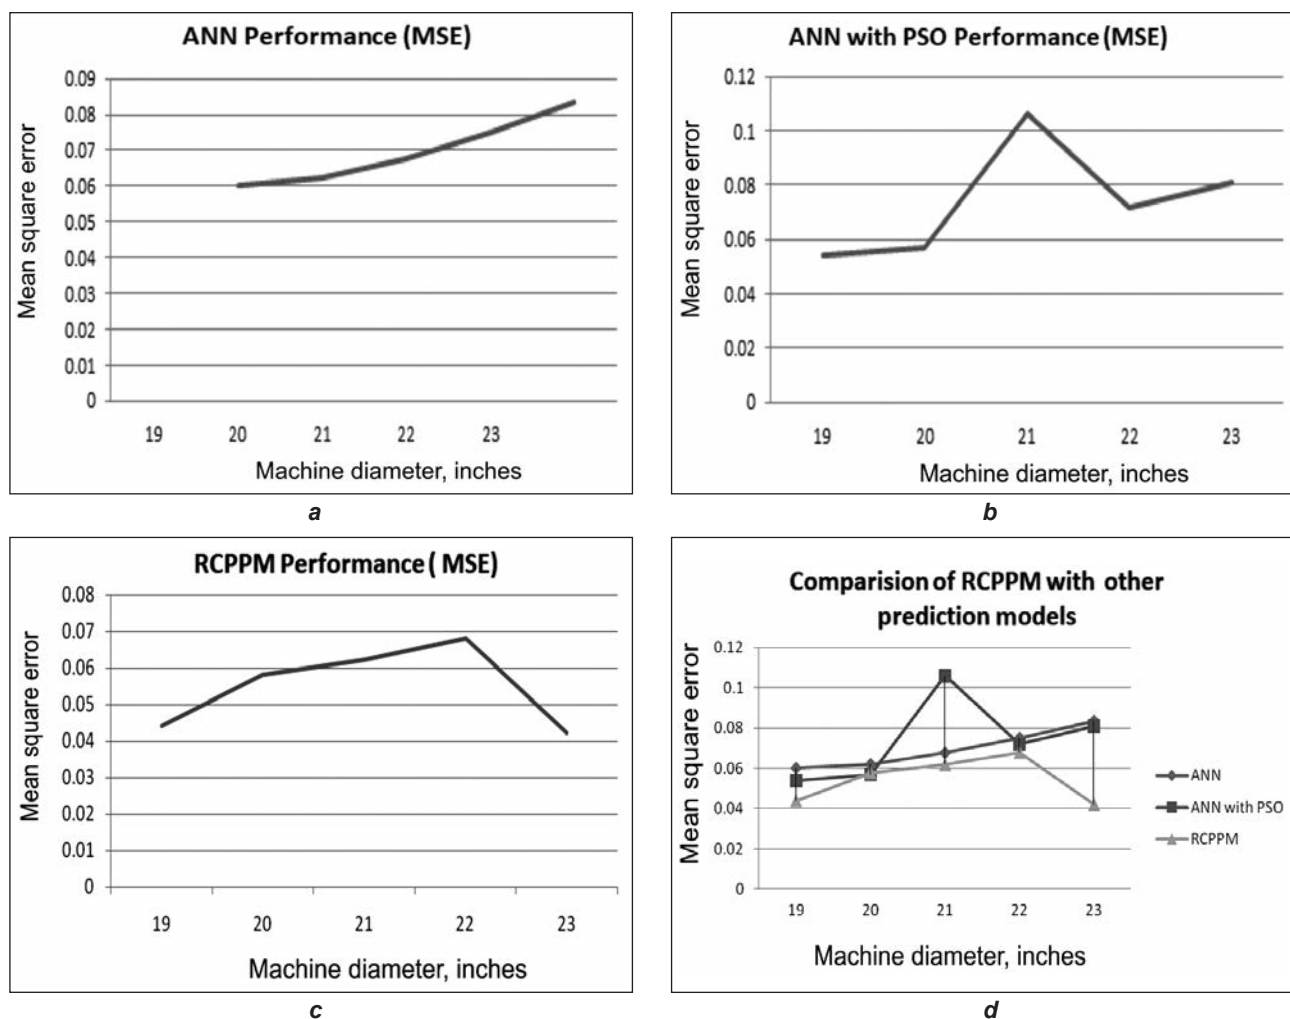 ANN Performance (MSE)
Mean square error
0.09
0.08
0.07
0.06
0.05
0.04
0.03
0.02
0.01
0
19 20 21 22 23
Machine diameter, inches
a
ANN with PSO Performance (MSE)
Mean square error
0.12
0.1
0.08
0.06
0.04
0.02
0
19 20 21 22 23
Machine diameter, inches
b
RCPPM Performance ( MSE)
Mean square error
0.08
0.07
0.06
0.05
0.04
0.03
0.02
0.01
0
19 20 21 22 23
Machine diameter, inches
c
Comparision of RCPPM with other
prediction models
Mean square error
0.12
0.1
0.08
0.06
0.04
0.02
0
19 20 21 22 23
Machine diameter, inches
ANN
ANN with PSO
RCPPM
d